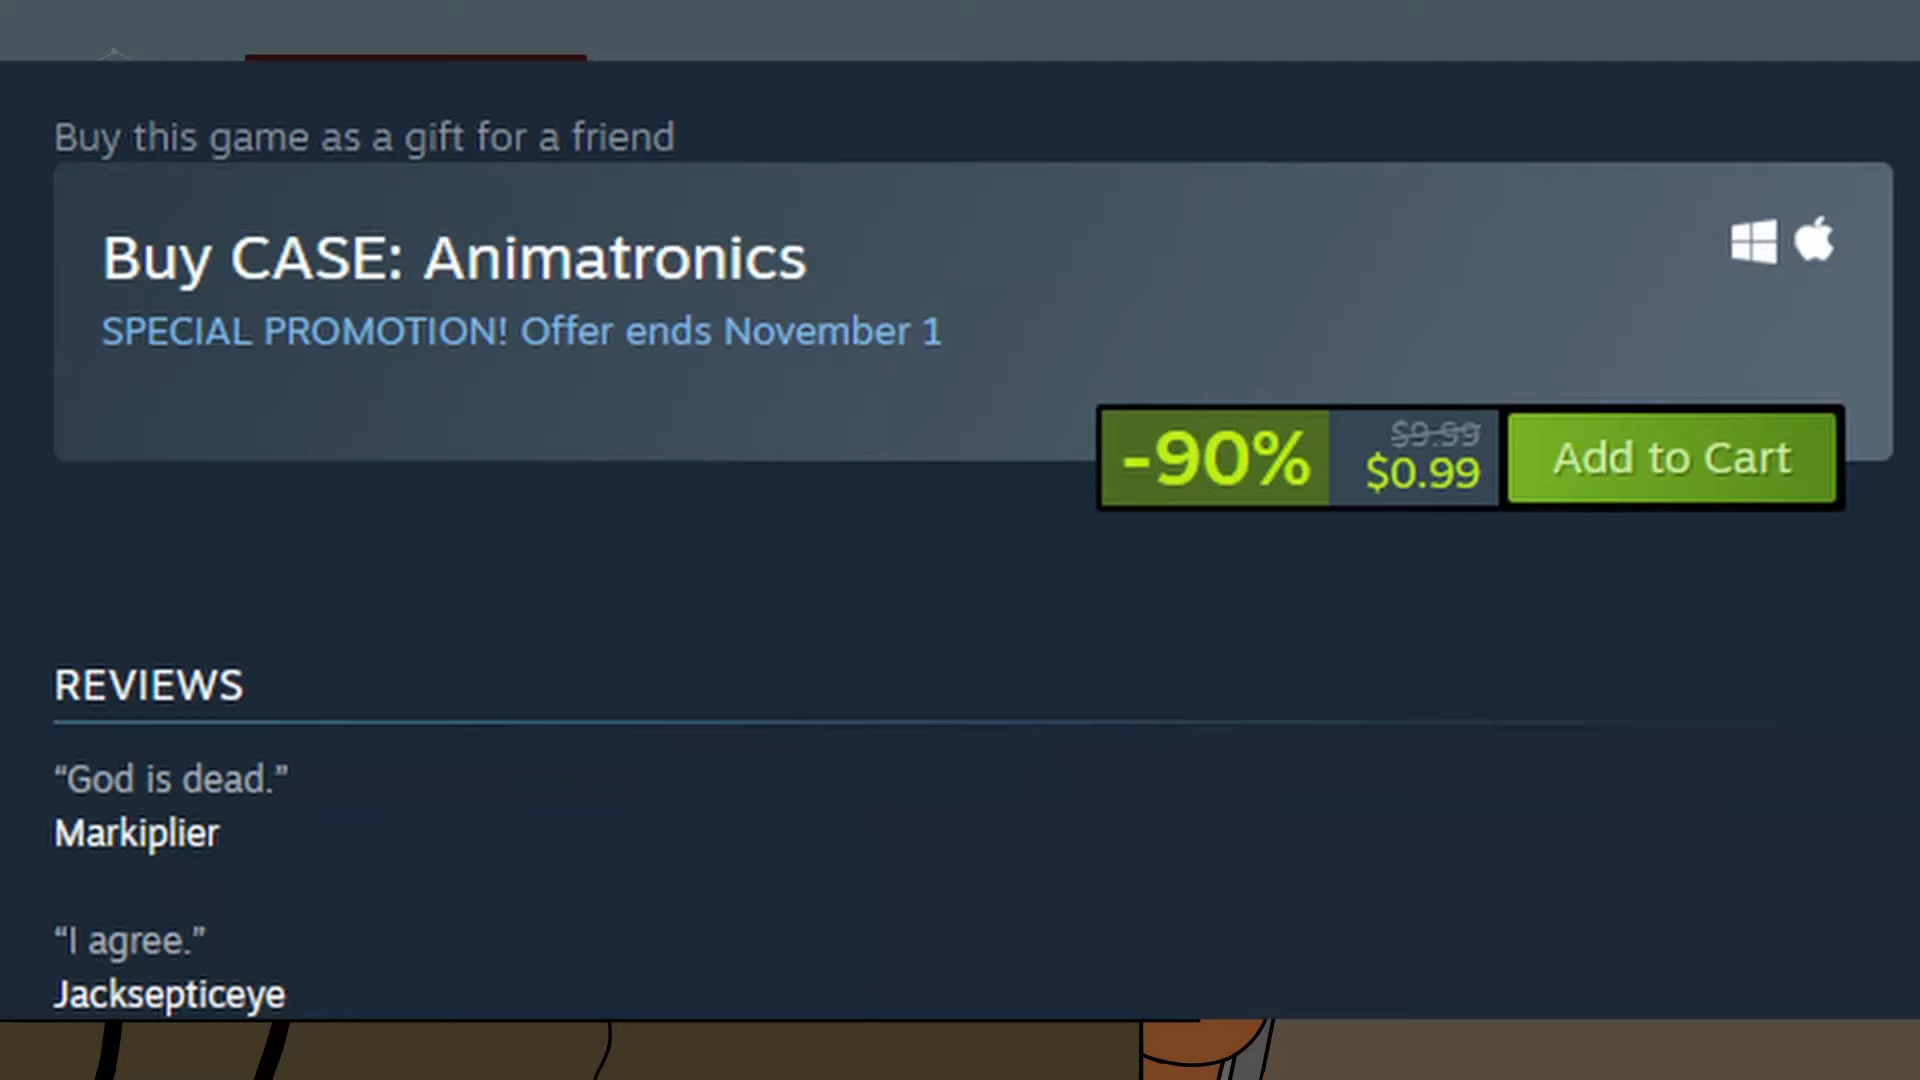 Buy this game as a gift for a friend
Buy CASE: Animatronics
SPECIAL PROMOTION! Offer ends November 1
-90%
$9.99
$0.99
Add to Cart
REVIEWS
“God is dead.”
Markiplier
“I agree.”
Jacksepticeye